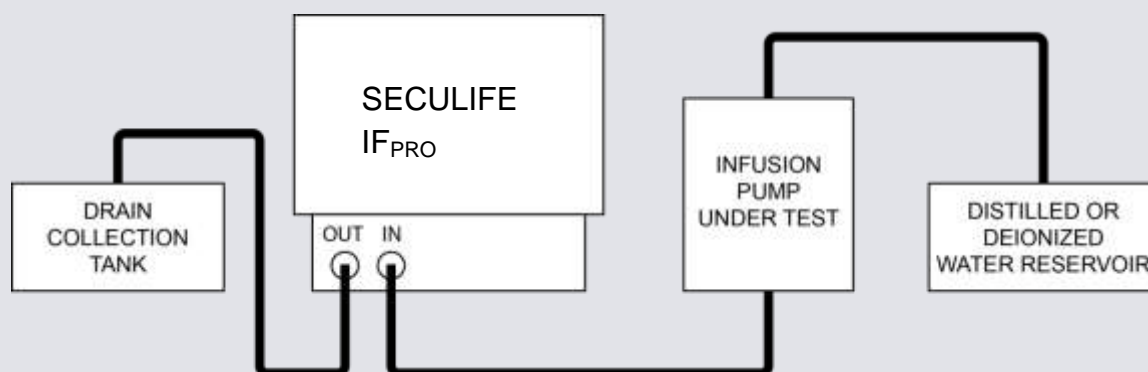 SECULIFE
IFPRO
DRAIN
COLLECTION
TANK
OUT IN
INFUSION
PUMP
UNDER TEST
DISTILLED OR
DEIONIZED
WATER RESERVOIR